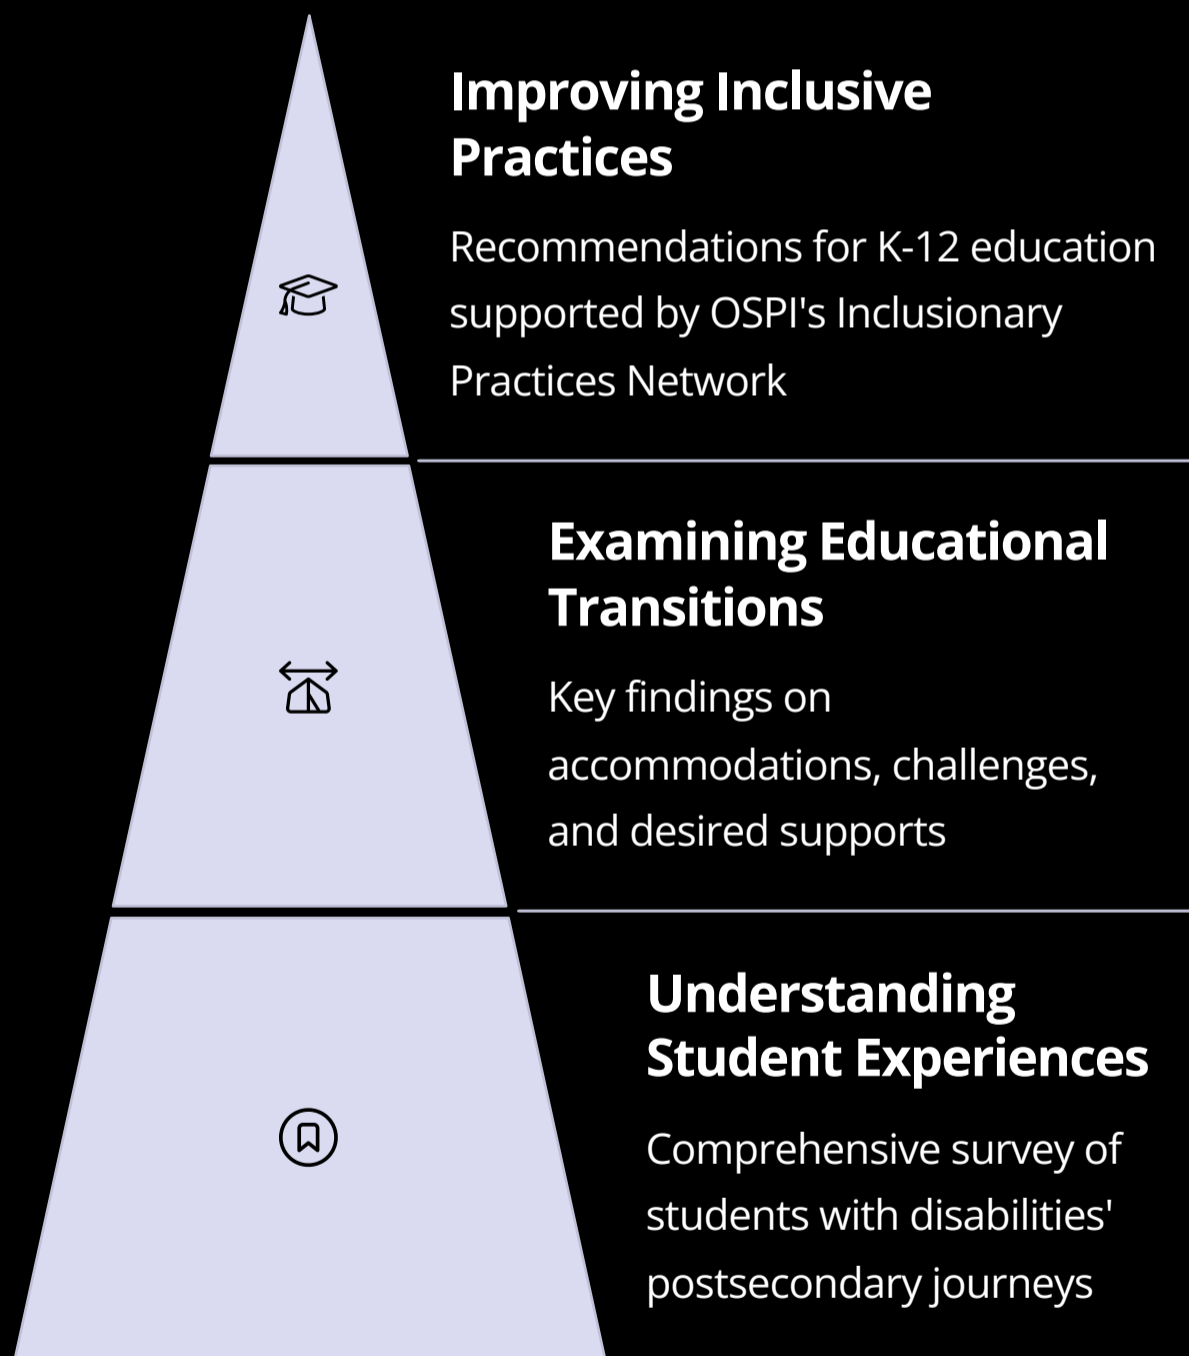 Improving Inclusive
Practices
Recommendations for K-12 education
supported by OSPI's Inclusionary
Practices Network
Examining Educational
Transitions
Key findings on
accommodations, challenges,
and desired supports
Understanding
Student Experiences
Comprehensive survey of
students with disabilities'
postsecondary journeys